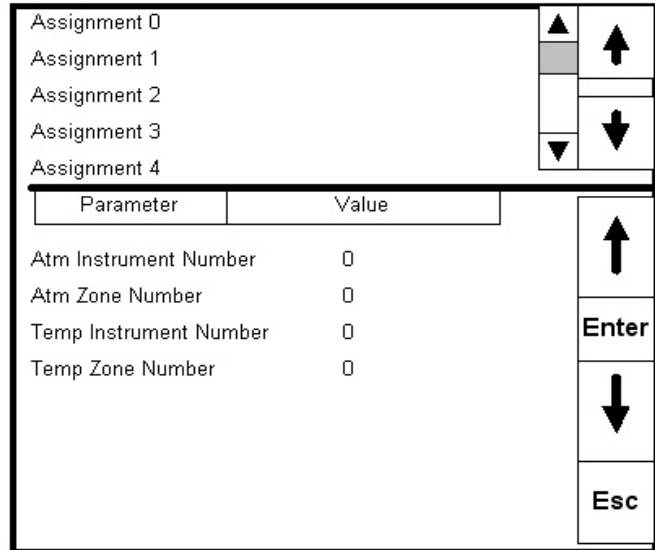 Assignment 0
Assignment 1
Assignment 2
Assignment 3
Assignment 4
Parameter Value
Atm Instrument Number 0
Atm Zone Number 0
Temp Instrument Number 0
Temp Zone Number 0
Enter
Esc